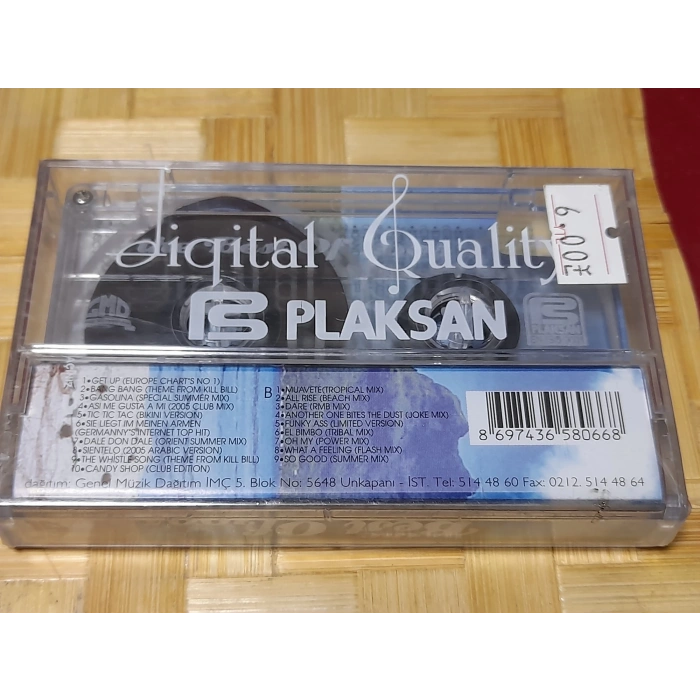 Digital Quality
PLAKSAN
PLAKSAN
1•GET UP (EUROPE CHART'S NO 1)
2•BANG BANG (THEME FROM KILL BILL)
3•GASOLINA (SPECIAL SUMMER MIX)
4•ASI ME GUSTA A MI (2005 CLUB MIX)
5•TIC TIC TAC (BIKINI VERSION)
6•SIE LIEGT IM MEINEN ARMEN
(GERMANNY'S INTERNET TOP HIT)
7•DALE DON DALE (ORIENT SUMMER MIX)
8•SIENTELO (2005 ARABIC VERSION)
9•THE WHISTLE SONG (THEME FROM KILL BILL)
10•CANDY SHOP (CLUB EDITION)
B
1•MUAVETE(TROPICAL MIX)
2•ALL RISE (BEACH MIX)
3•DARE (RMB MIX)
4•ANOTHER ONE BITES THE DUST (JOKE MIX)
5•FUNKY ASS (LIMITED VERSION)
6•EL BIMBO (TRIBAL MIX)
7•OH MY (POWER MIX)
8•WHAT A FEELING (FLASH MIX)
9•SO GOOD (SUMMER MIX)
8 697436 580668
dağıtım: Genel Müzik Dağıtım İMÇ 5. Blok No: 5648 Unkapanı - İST. Tel: 514 48 60 Fax: 0212. 514 48 64